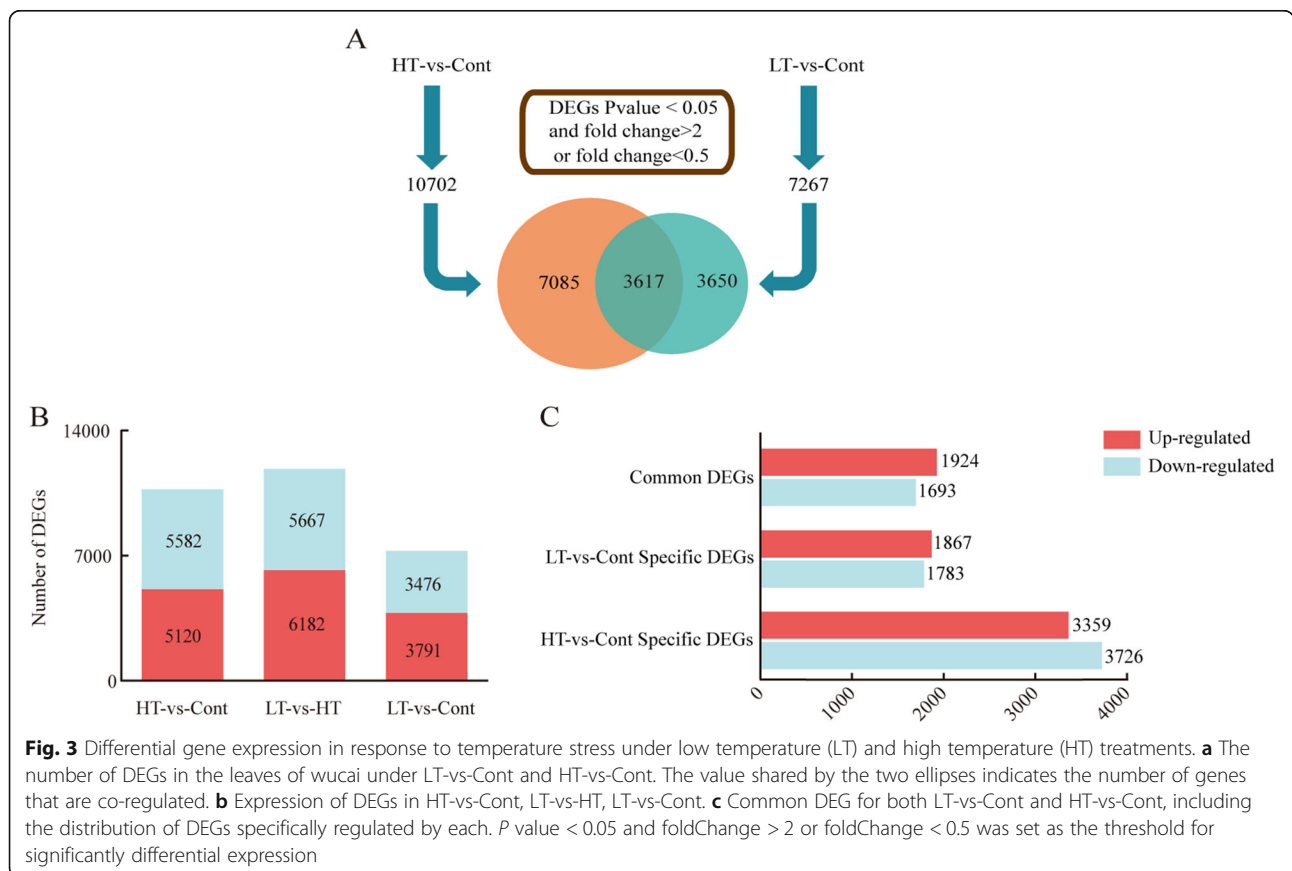 A
HT-vs-Cont
LT-vs-Cont
DEGs Pvalue < 0.05
and fold change>2
or fold change<0.5
10702
7267
7085
3617
3650
B
14000
7000
0
Number of DEGs
5582
5120
5667
6182
3476
3791
HT-vs-Cont
LT-vs-HT
LT-vs-Cont
C
Up-regulated
Down-regulated
Common DEGs
1924
1693
LT-vs-Cont Specific DEGs
1867
1783
HT-vs-Cont Specific DEGs
3359
3726
0
1000
2000
3000
4000
Fig. 3 Differential gene expression in response to temperature stress under low temperature (LT) and high temperature (HT) treatments. a The
number of DEGs in the leaves of wucai under LT-vs-Cont and HT-vs-Cont. The value shared by the two ellipses indicates the number of genes
that are co-regulated. b Expression of DEGs in HT-vs-Cont, LT-vs-HT, LT-vs-Cont. c Common DEG for both LT-vs-Cont and HT-vs-Cont, including
the distribution of DEGs specifically regulated by each. P value < 0.05 and foldChange > 2 or foldChange < 0.5 was set as the threshold for
significantly differential expression